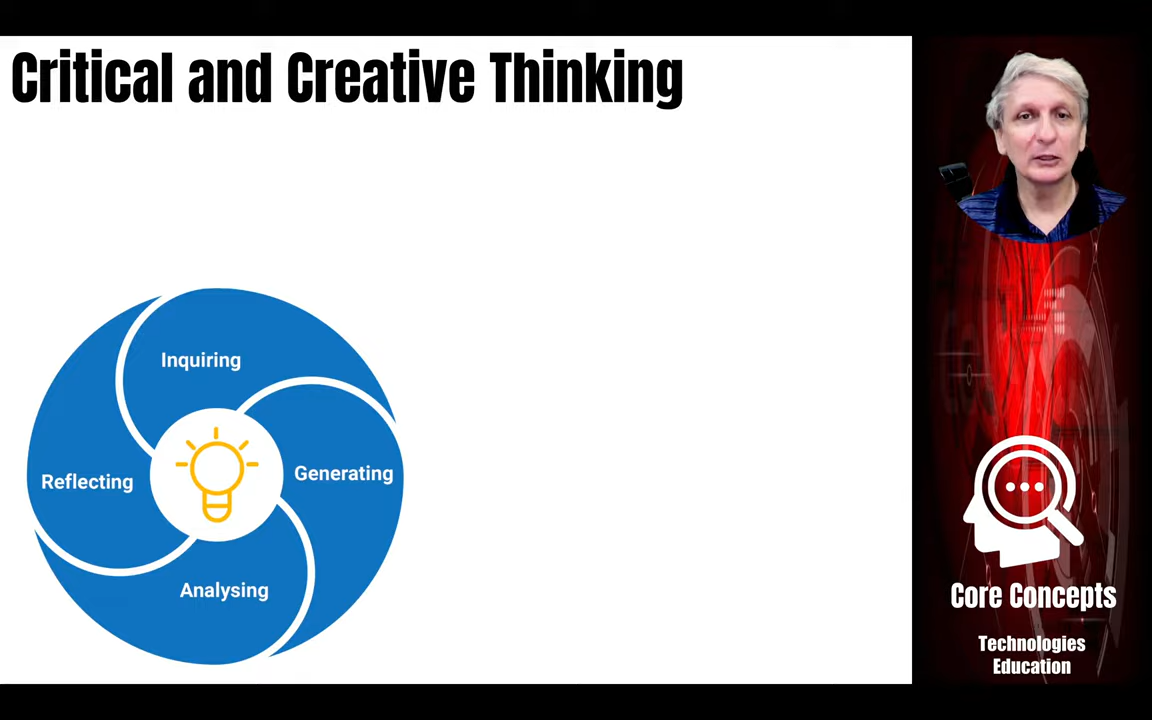 Critical and Creative Thinking
Inquiring
Generating
Reflecting
Analysing
Core Concepts
Technologies
Education